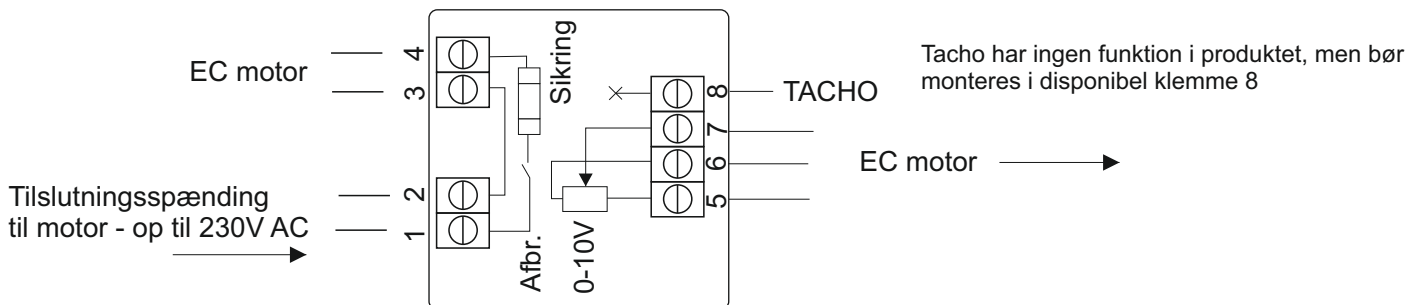 4
EC motor
3
Tilslutningsspænding
til motor - op til 230V AC
2
1
Sikring
Afbr.
0-10V
8
TACHO
7
6
EC motor
5
Tacho har ingen funktion i produktet, men bør
monteres i disponibel klemme 8